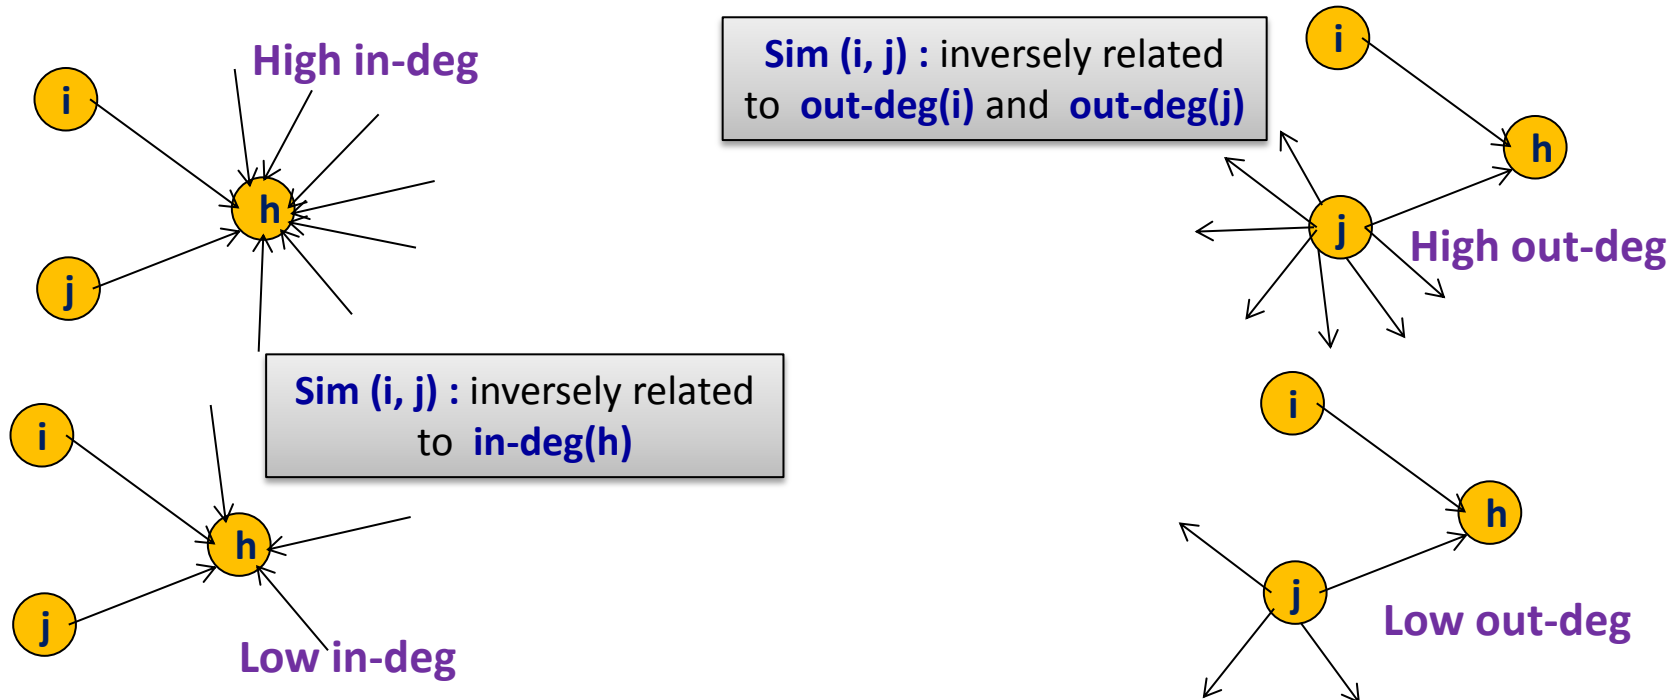 High in-deg
i
h
j
Sim (i, j) : inversely related
to in-deg(h)
i
h
j
Low in-deg
Sim (i, j) : inversely related
to out-deg(i) and out-deg(j)
i
h
j
High out-deg
i
h
j
Low out-deg